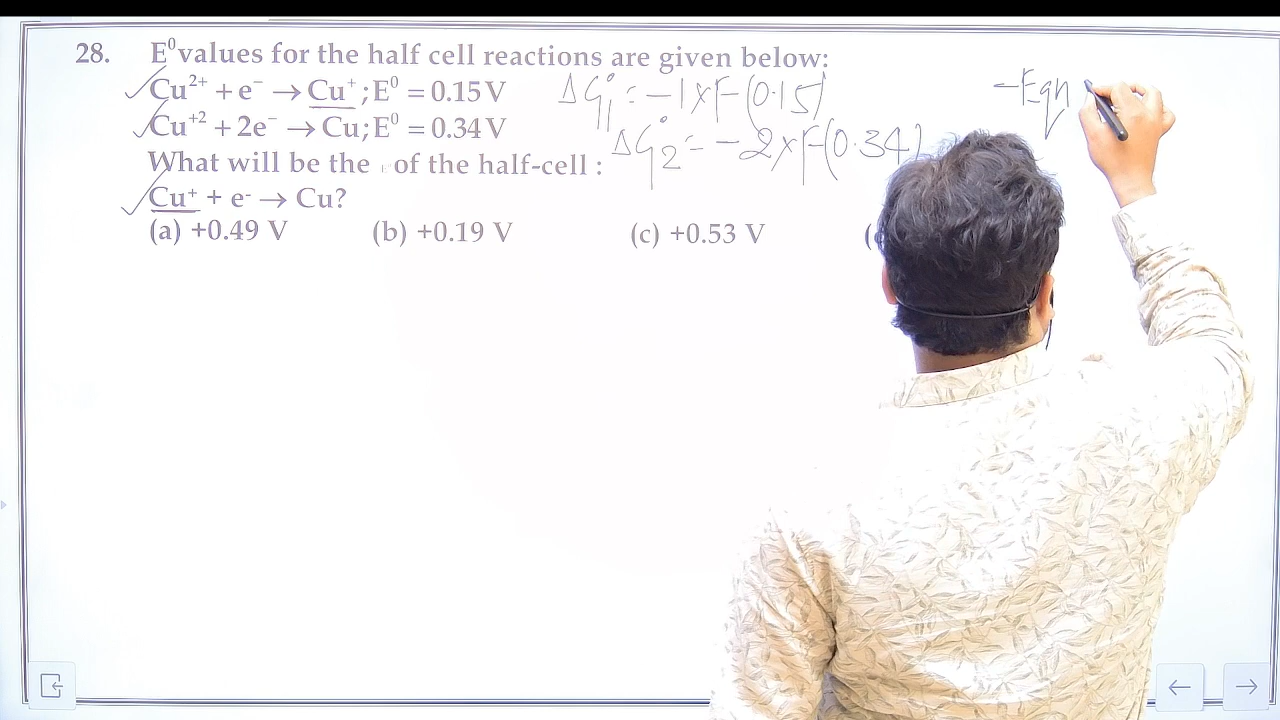 28. E⁰values for the half cell reactions are given below:
Cu²⁺ + e⁻ → Cu⁺; E⁰ = 0.15 V ΔG₁° = -1×F(0.15)
Cu⁺² + 2e⁻ → Cu; E⁰ = 0.34 V ΔG₂° = -2×F(0.34)
-Eqn
What will be the of the half-cell :
Cu⁺ + e⁻ → Cu?
(a) +0.49 V (b) +0.19 V (c) +0.53 V (